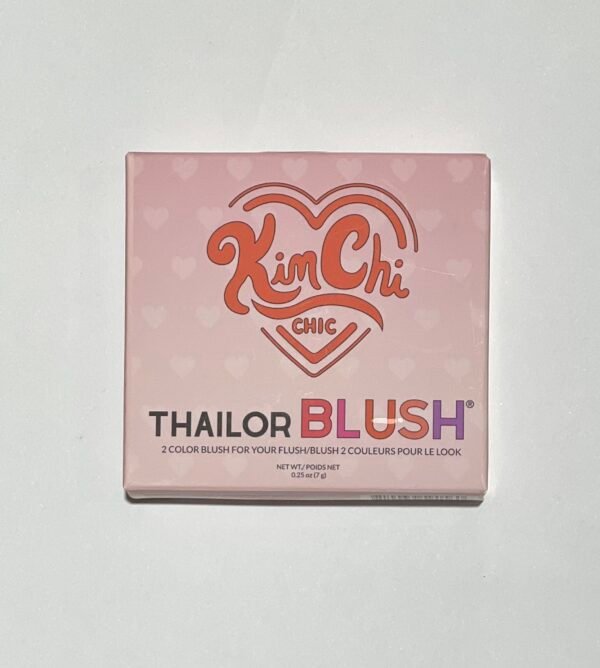 KimChi
CHIC
THAILOR BLUSH®
2 COLOR BLUSH FOR YOUR FLUSH/BLUSH 2 COULEURS POUR LE LOOK
NET WT./ POIDS NET
0.25 oz (7 g)